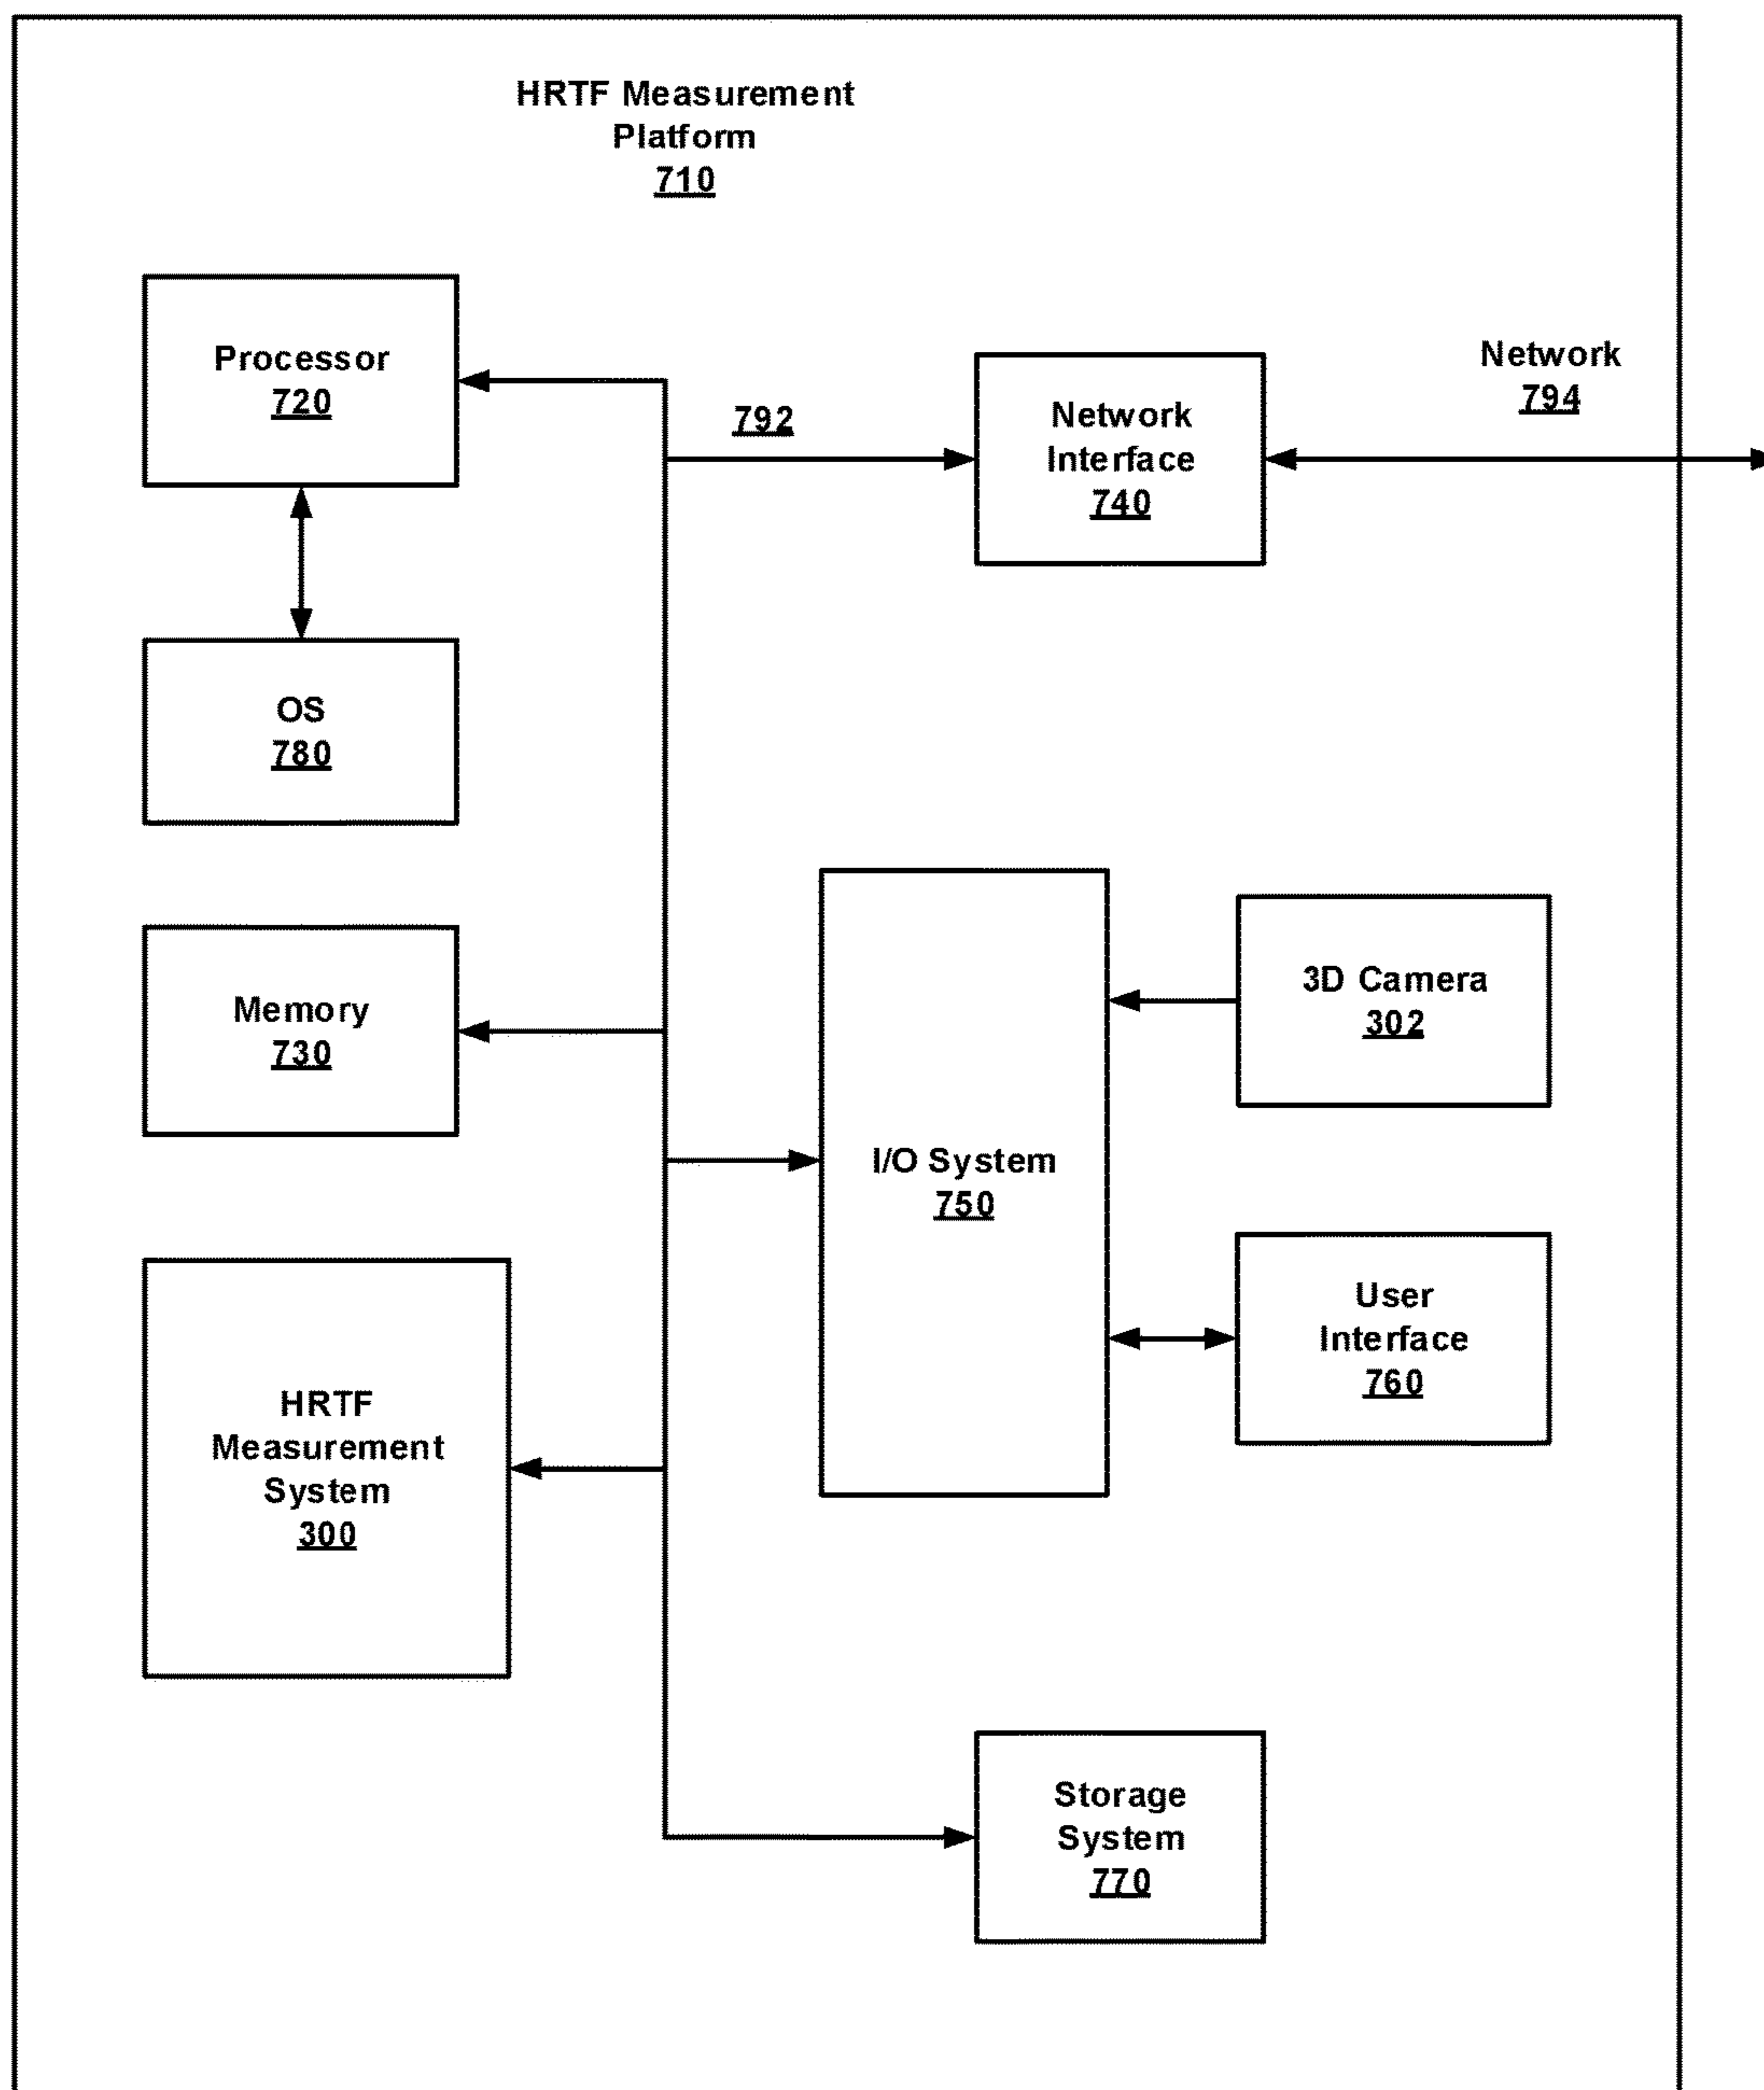 HRTF Measurement
Platform
710
Processor
720
792
Network
Interface
740
Network
794
OS
780
Memory
730
I/O System
750
3D Camera
302
User
Interface
760
HRTF
Measurement
System
300
Storage
System
770